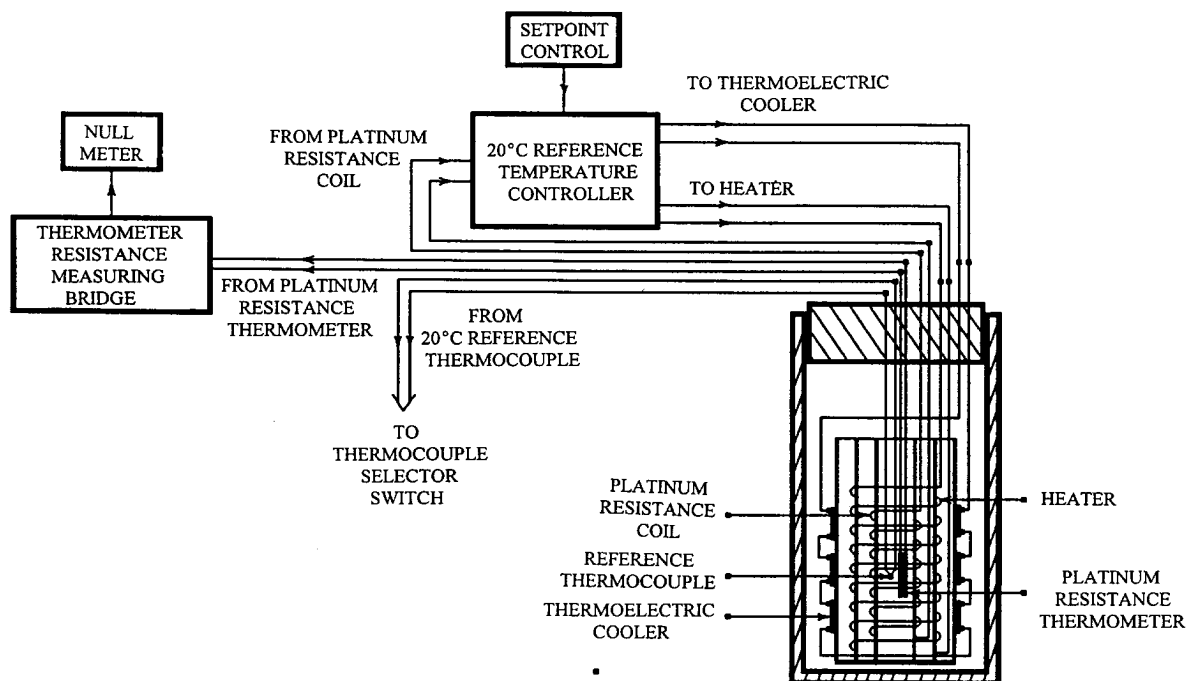 SETPOINT
CONTROL
TO THERMOELECTRIC
COOLER
NULL
METER
FROM PLATINUM
RESISTANCE
COIL
20°C REFERENCE
TEMPERATURE
CONTROLLER
TO HEATER
THERMOMETER
RESISTANCE
MEASURING
BRIDGE
FROM PLATINUM
RESISTANCE
THERMOMETER
FROM
20°C REFERENCE
THERMOCOUPLE
TO
THERMOCOUPLE
SELECTOR
SWITCH
PLATINUM
RESISTANCE
COIL
HEATER
REFERENCE
THERMOCOUPLE
PLATINUM
RESISTANCE
THERMOMETER
THERMOELECTRIC
COOLER